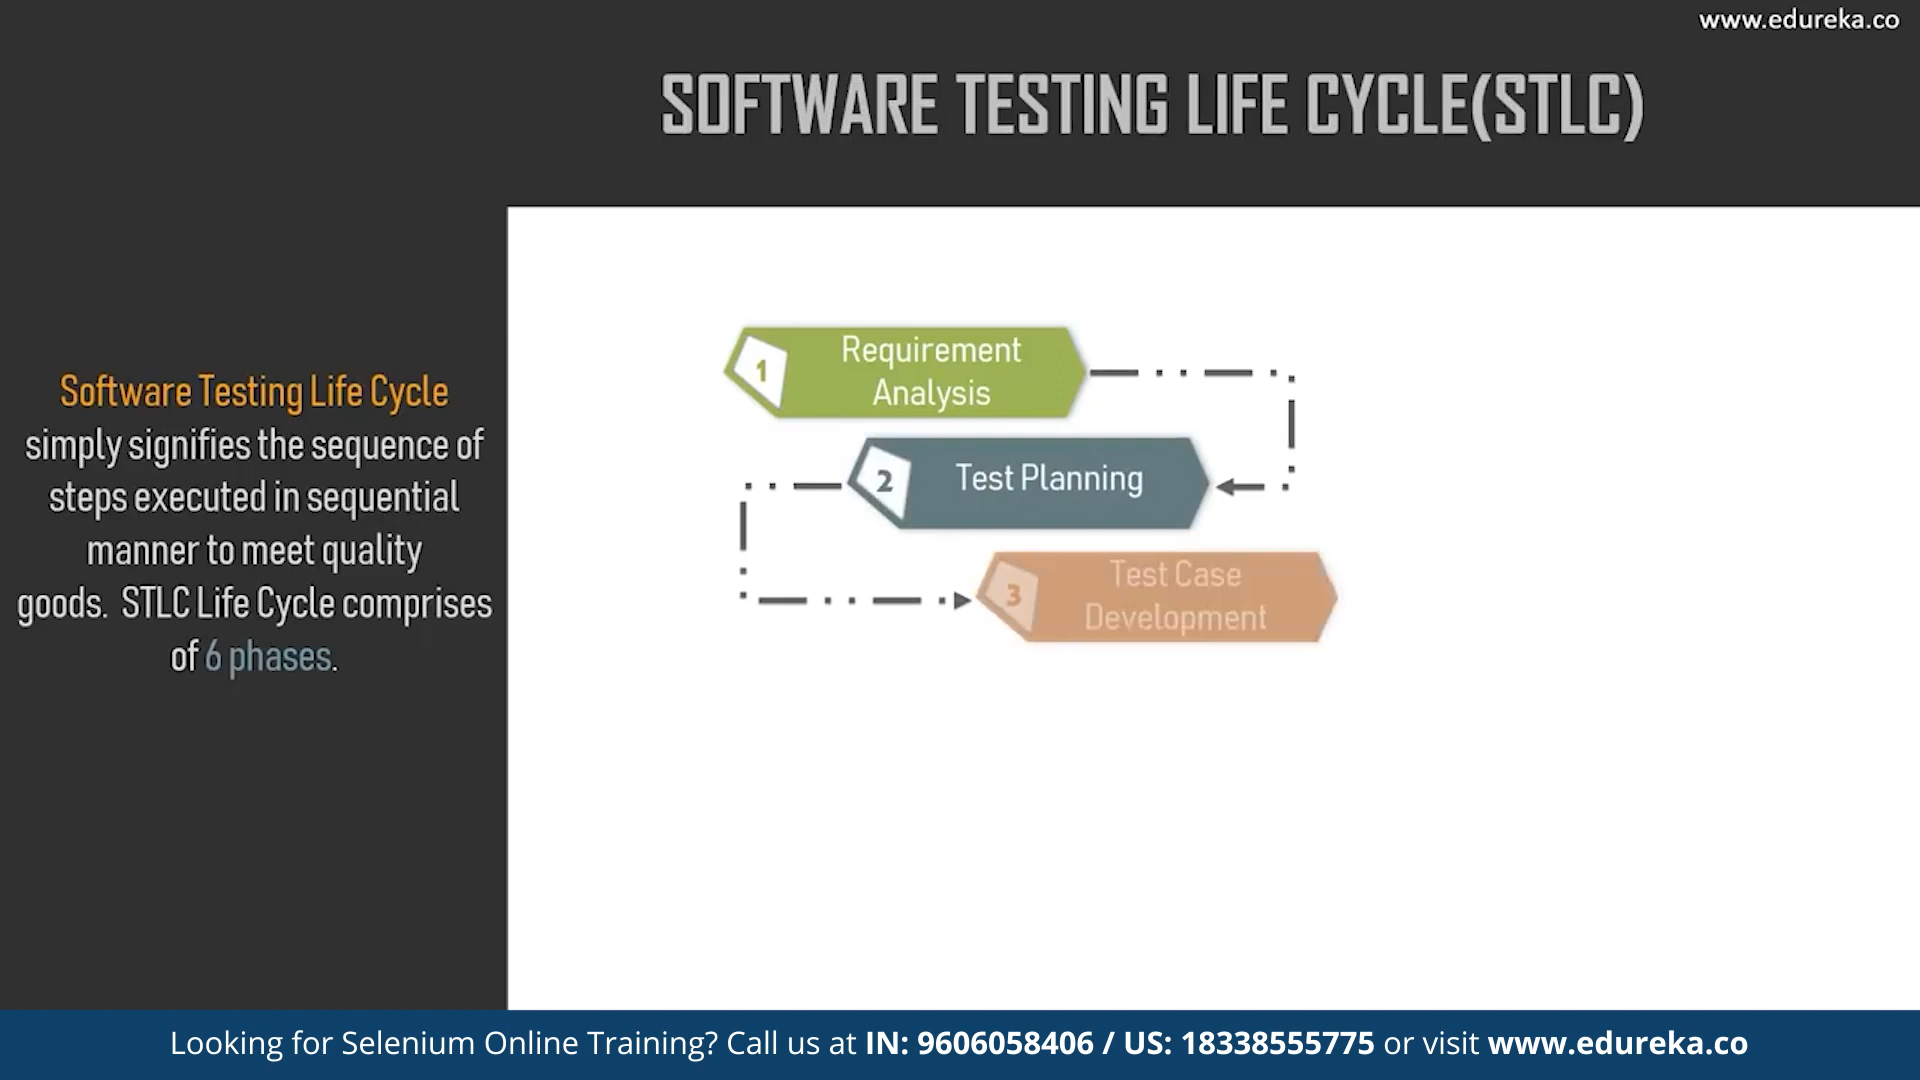 www.edureka.co
SOFTWARE TESTING LIFE CYCLE(STLC)
Software Testing Life Cycle
simply signifies the sequence of
steps executed in sequential
manner to meet quality
goods. STLC Life Cycle comprises
of 6 phases.
1
Requirement
Analysis
2
Test Planning
3
Test Case
Development
Looking for Selenium Online Training? Call us at IN: 9606058406 / US: 18338555775 or visit www.edureka.co